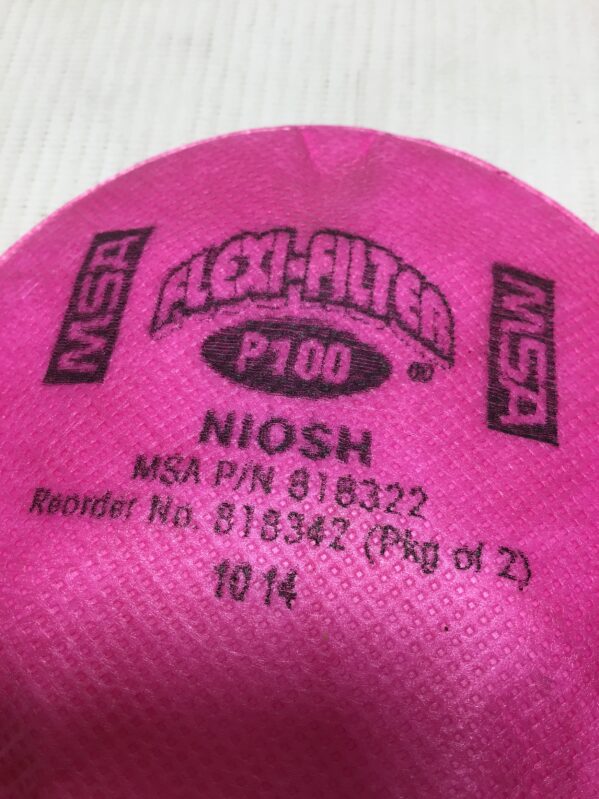 MSA
FLEXI-FILTER
MSA
P100 ®
NIOSH
MSA P/N 818322
Reorder No. 818342 (Pkg of 2)
10 14